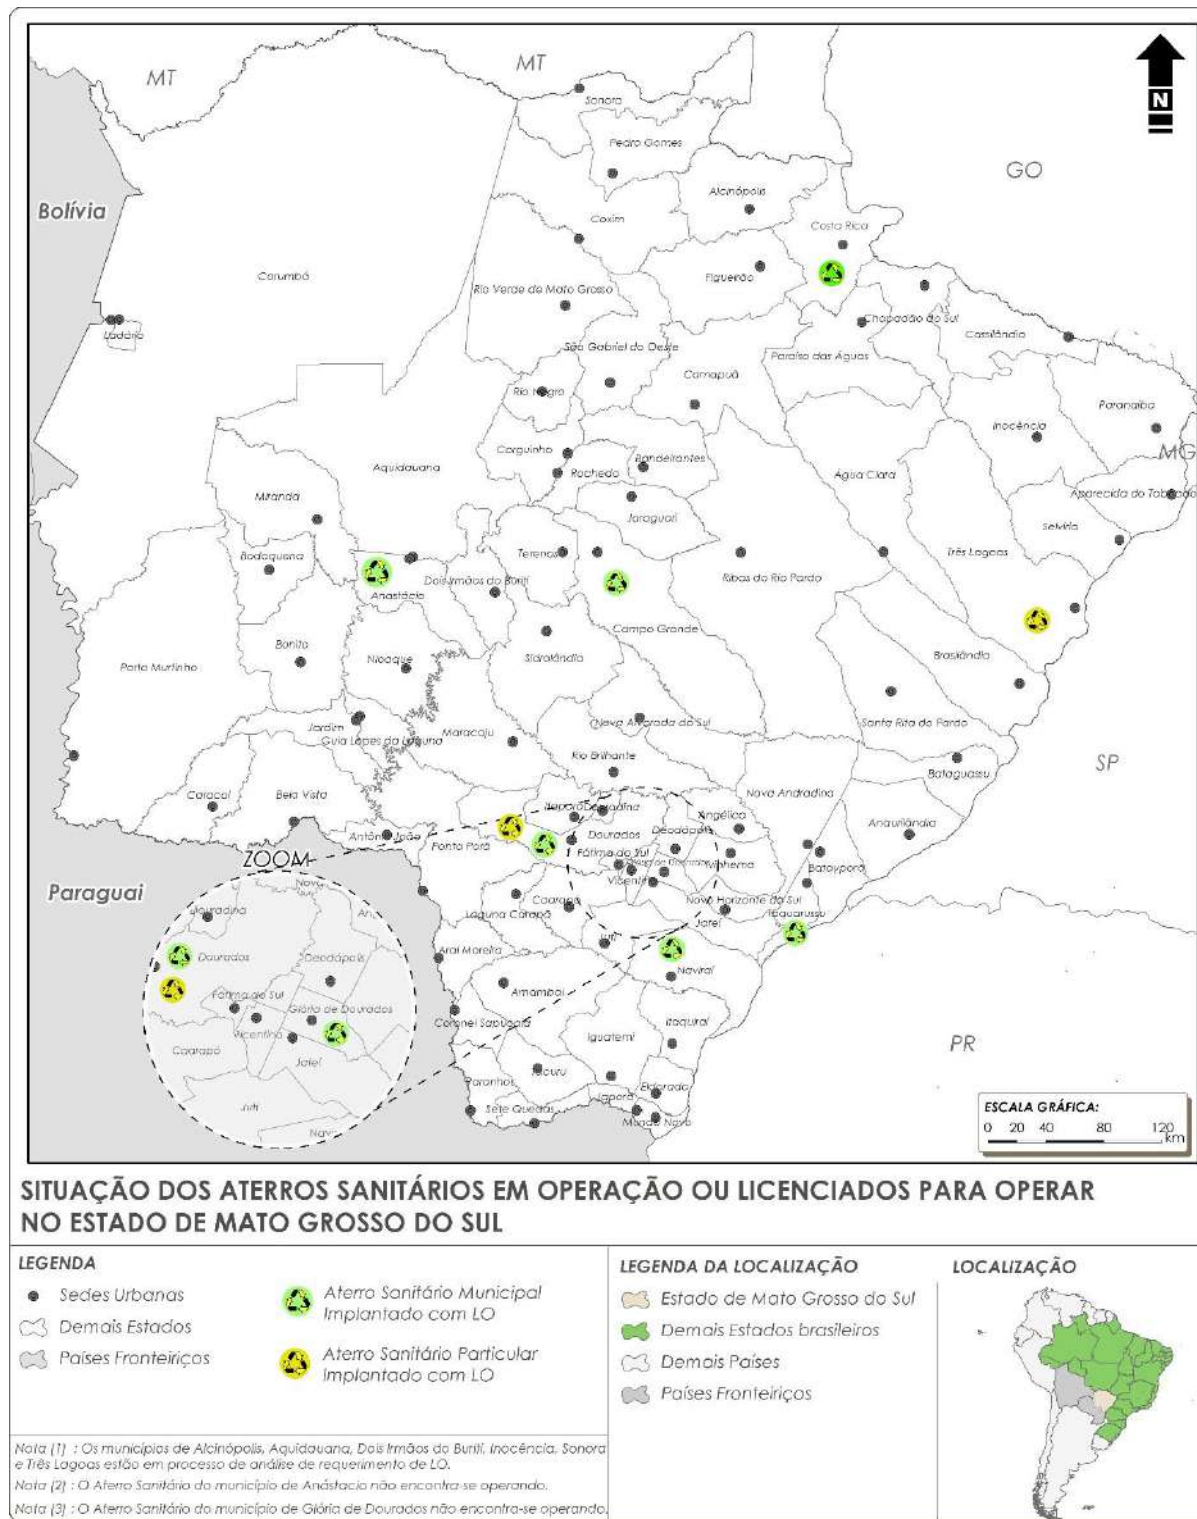 MT
MT
N
Sonora
Pedro Gomes
GO
Alcinópolis
Bolívia
Coxim
Costa Rica
Corumbá
Figueirão
Rio Verde de Mato Grosso
Ladário
Chapadão do Sul
Cassilândia
São Gabriel do Oeste
Paraíso das Águas
Camapuã
Rio Negro
Paranaíba
Inocência
Corguinho
Bandeirantes
MG
Aquidauana
Rochedo
Água Clara
Miranda
Aparecida do Taboado
Jaraguari
Selvíria
Bodoquena
Terenos
Três Lagoas
Ribas do Rio Pardo
Dois Irmãos do Buriti
Anastácio
Campo Grande
Bonito
Nioaque
Sidrolândia
Brasilândia
Porto Murtinho
Jardim
Nova Alvorada do Sul
Santa Rita do Pardo
Guia Lopes da Laguna
Maracaju
Rio Brilhante
SP
Bataguassu
Caracol
Bela Vista
Nova Andradina
Itaporã
Douradina
Angélica
Anaurilândia
Antônio João
Dourados
Deodápolis
Ponta Porã
ZOOM
Fátima do Sul
Ivinhema
Batayporã
Paraguai
Vicentina
Novo Horizonte do Sul
Caarapó
Laguna Carapã
Jateí
Taquarussu
Juti
Aral Moreira
Naviraí
Amambai
Coronel Sapucaia
Itaquiraí
Iguatemi
PR
Tacuru
Paranhos
Eldorado
Japorã
Sete Quedas
Mundo Novo
Nova
Douradina
Ang
Dourados
Deodápolis
Fátima do Sul
Glória de Dourados
Vicentina
Caarapó
Jateí
Juti
Navi
ESCALA GRÁFICA:
0 20 40 80 120
km
SITUAÇÃO DOS ATERROS SANITÁRIOS EM OPERAÇÃO OU LICENCIADOS PARA OPERAR
NO ESTADO DE MATO GROSSO DO SUL
LEGENDA
Sedes Urbanas
Demais Estados
Países Fronteiriços
Aterro Sanitário Municipal
Implantado com LO
Aterro Sanitário Particular
Implantado com LO
LEGENDA DA LOCALIZAÇÃO
Estado de Mato Grosso do Sul
Demais Estados brasileiros
Demais Países
Países Fronteiriços
LOCALIZAÇÃO
Nota (1) : Os municípios de Alcinópolis, Aquidauana, Dois Irmãos do Buriti, Inocência, Sonora
e Três Lagoas estão em processo de análise de requerimento de LO.
Nota (2) : O Aterro Sanitário do município de Anástacio não encontra-se operando.
Nota (3) : O Aterro Sanitário do município de Glória de Dourados não encontra-se operando.